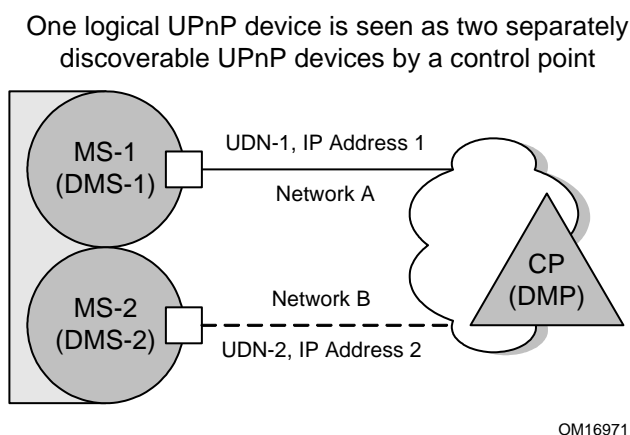 One logical UPnP device is seen as two separately
discoverable UPnP devices by a control point
MS-1
(DMS-1)
UDN-1, IP Address 1
Network A
CP
(DMP)
MS-2
(DMS-2)
Network B
UDN-2, IP Address 2
OM16971